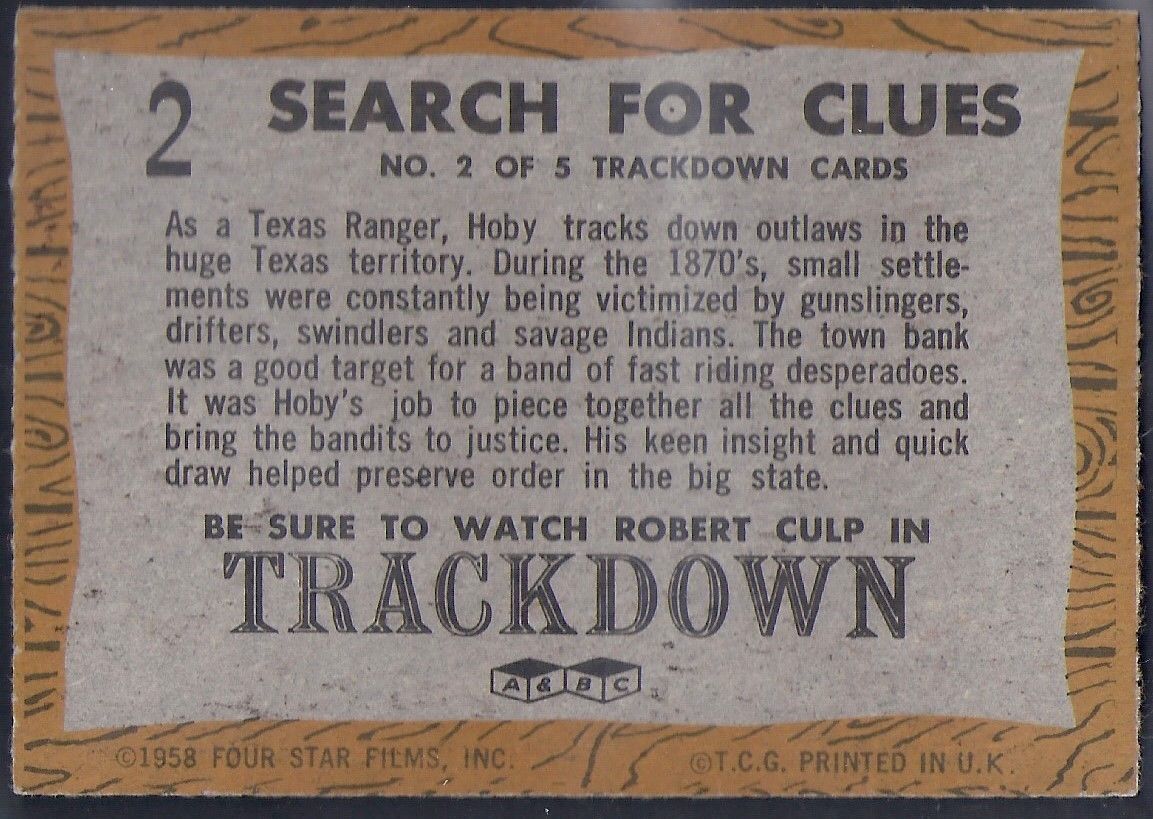 2
SEARCH FOR CLUES
NO. 2 OF 5 TRACKDOWN CARDS
As a Texas Ranger, Hoby tracks down outlaws in the
huge Texas territory. During the 1870's, small settle-
ments were constantly being victimized by gunslingers,
drifters, swindlers and savage Indians. The town bank
was a good target for a band of fast riding desperadoes.
It was Hoby's job to piece together all the clues and
bring the bandits to justice. His keen insight and quick
draw helped preserve order in the big state.
BE SURE TO WATCH ROBERT CULP IN
TRACKDOWN
A & B C
©1958 FOUR STAR FILMS, INC.
©T.C.G. PRINTED IN U.K.